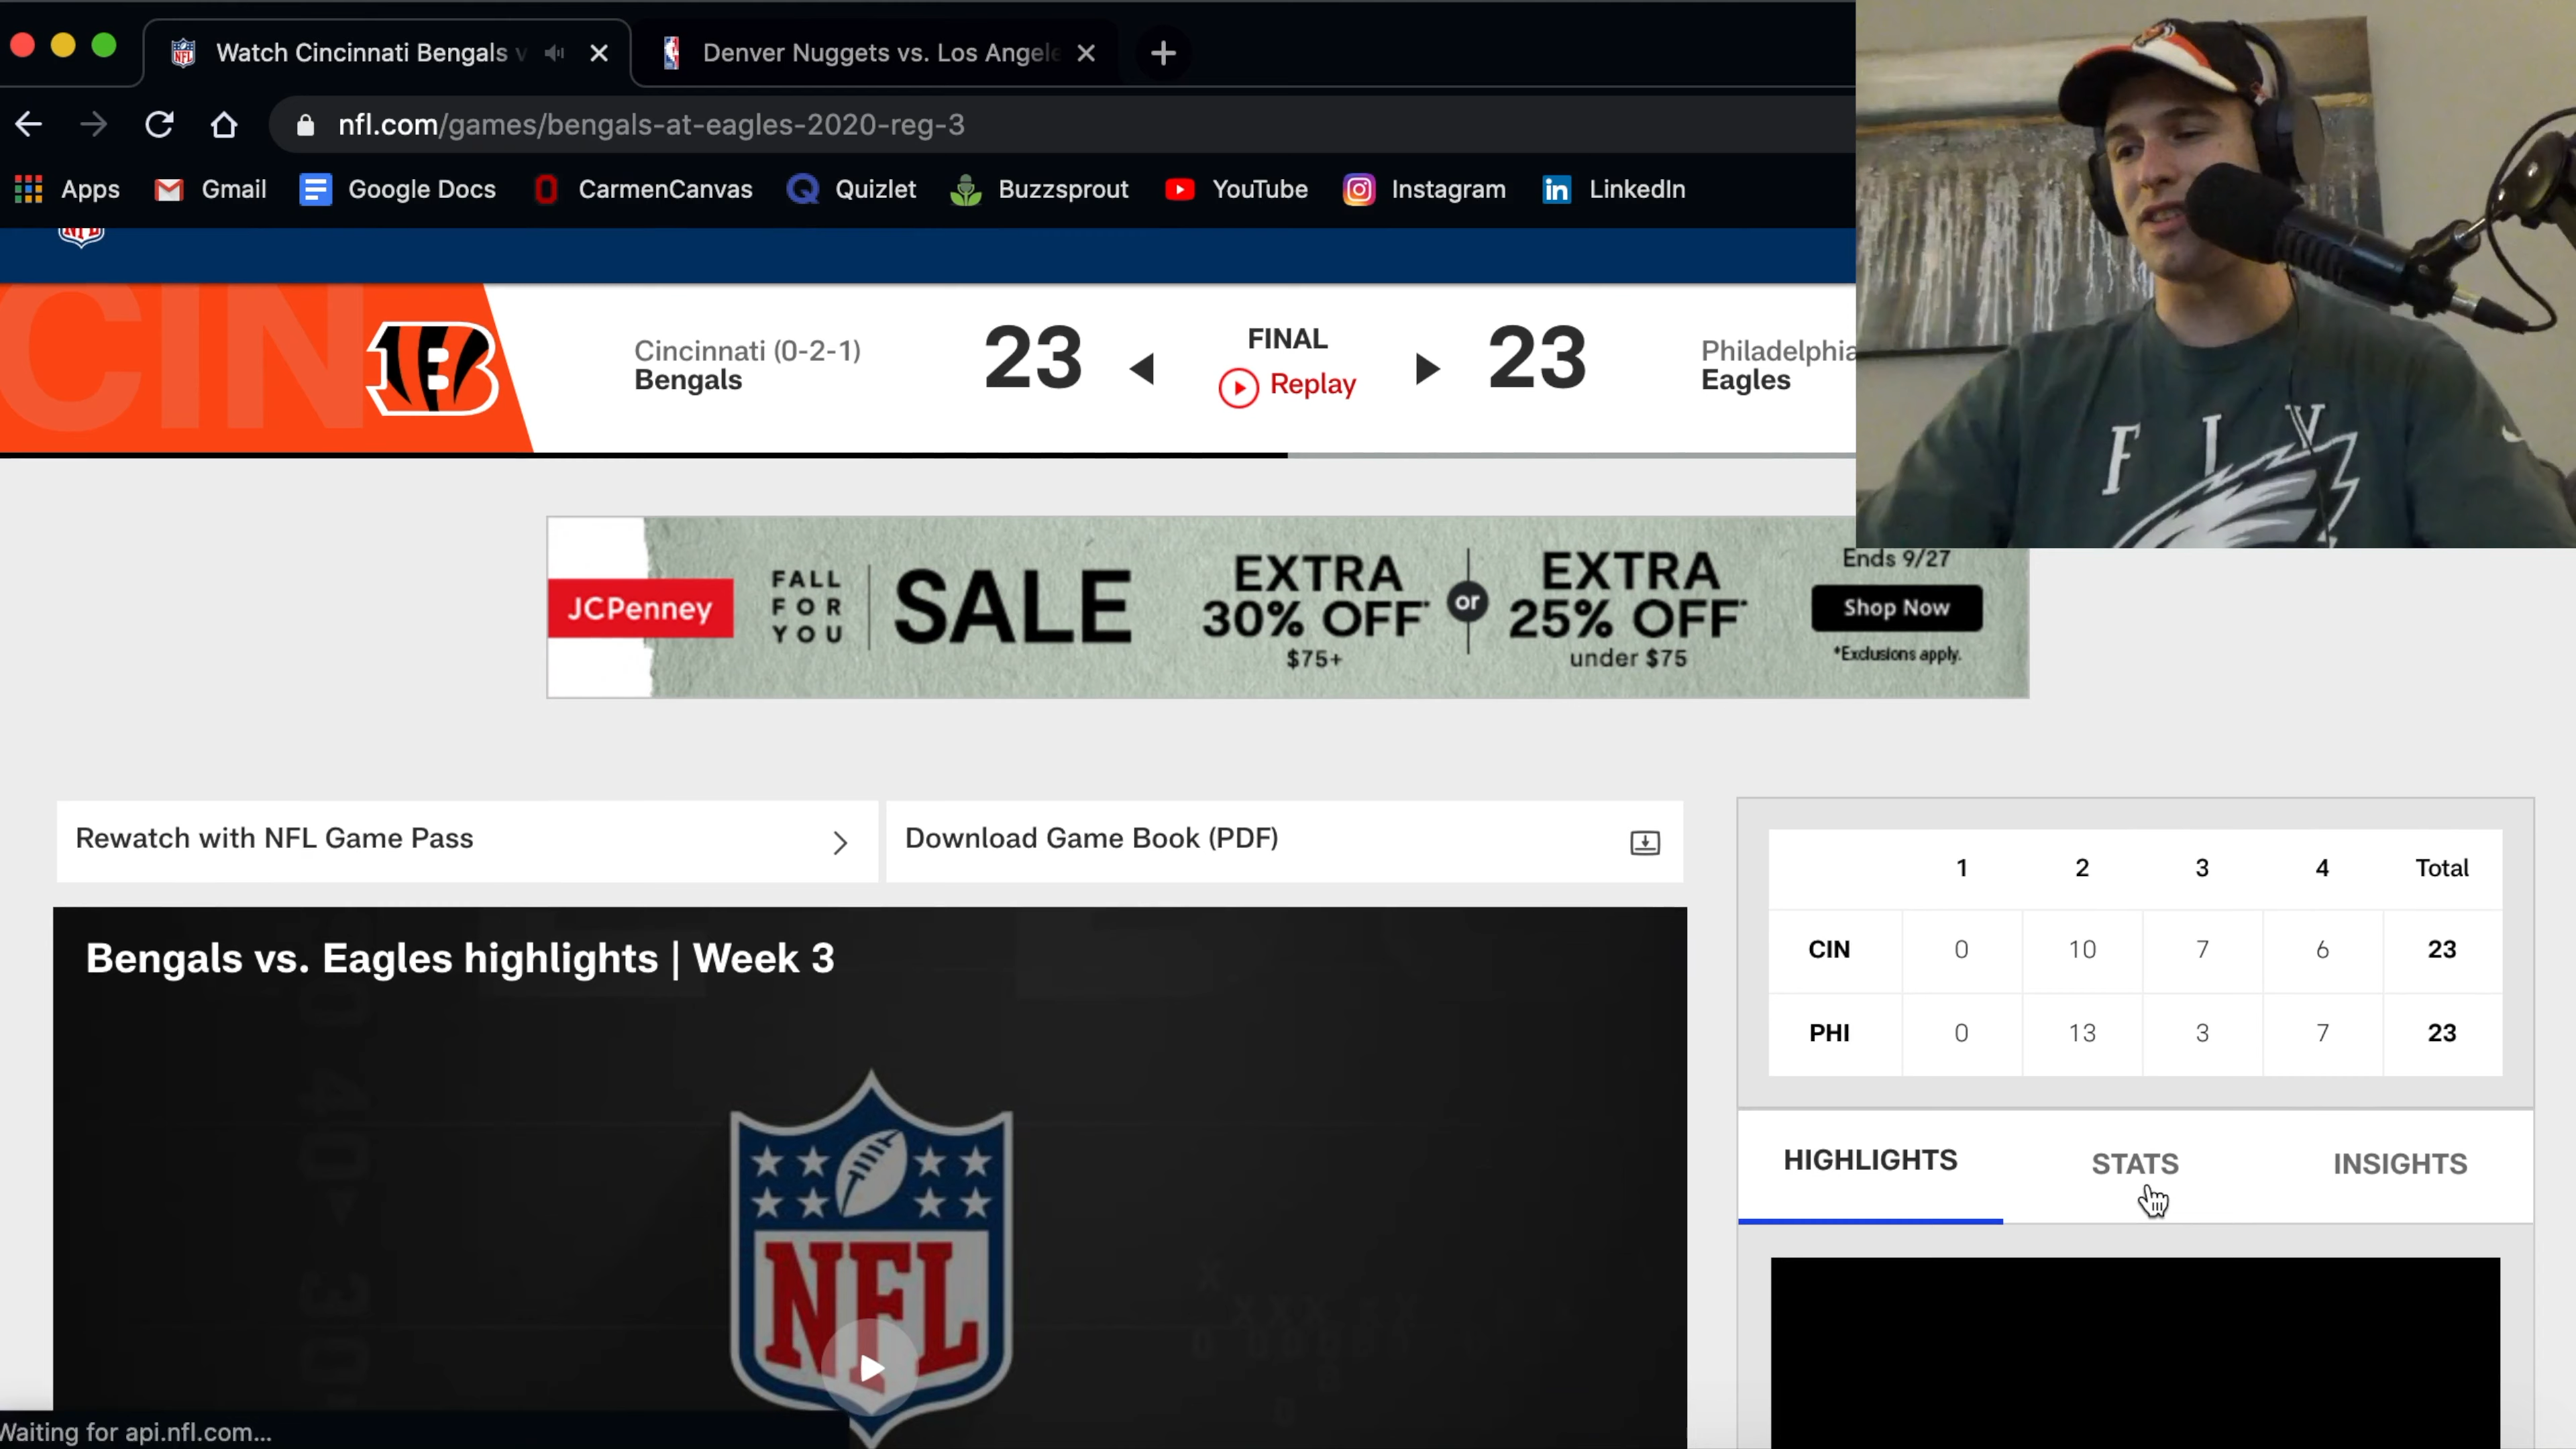 Watch Cincinnati Bengals v
Denver Nuggets vs. Los Angele
nfl.com/games/bengals-at-eagles-2020-reg-3
Apps
Gmail
Google Docs
CarmenCanvas
Quizlet
Buzzsprout
YouTube
Instagram
LinkedIn
CIN
Cincinnati (0-2-1)
Bengals
23
FINAL
Replay
23
Philadelphia
Eagles
FLY
JCPenney
FALL
FOR
YOU
SALE
EXTRA
30% OFF*
$75+
or
EXTRA
25% OFF*
under $75
Ends 9/27
Shop Now
*Exclusions apply.
Rewatch with NFL Game Pass
Download Game Book (PDF)
1 2 3 4 Total
CIN 0 10 7 6 23
PHI 0 13 3 7 23
Bengals vs. Eagles highlights | Week 3
NFL
HIGHLIGHTS
STATS
INSIGHTS
Waiting for api.nfl.com...